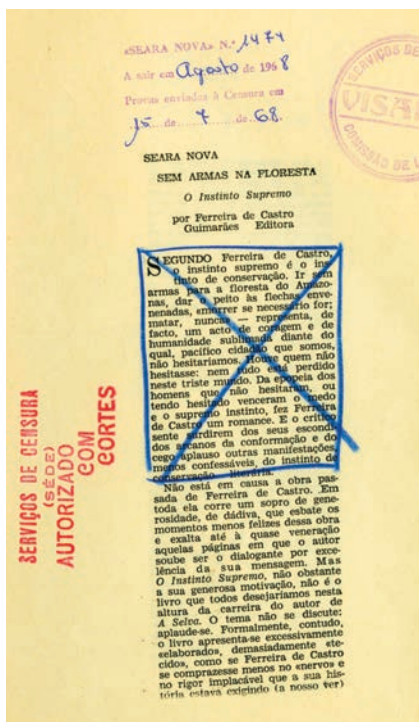 «SEARA NOVA» N.º 1474
A sair em Agosto de 1968
Provas enviadas à Censura em
15 de 7 de 68.
SERVIÇOS DE
VISA
COMISSÃO DE
SEARA NOVA
SEM ARMAS NA FLORESTA
O Instinto Supremo
por Ferreira de Castro
Guimarães Editora
SEGUNDO Ferreira de Castro,
o instinto supremo é o ins-
tinto de conservação. Ir sem
armas para a floresta do Amazo-
nas, dar o peito às flechas enve-
nenadas, morrer se necessário for;
matar, nunca — representa, de
facto, um acto de coragem e de
humanidade sublime diante do
qual, pacífico cidadão que somos,
não hesitaríamos. Houve quem não
hesitasse: nem tudo está perdido
neste triste mundo. Da epopeia dos
homens que não hesitaram, ou
tendo hesitado venceram o medo
e o supremo instinto, fez Ferreira
de Castro um romance. E o crítico
sente ardirem dos seus escondi-
dos arcanos da conformação e do
cego aplauso outras manifestações,
menos confessáveis, do instinto de
conservação literária.
Não está em causa a obra pas-
sada de Ferreira de Castro. Em
toda ela corre um sopro de gene-
rosidade, de dádiva, que esbate os
momentos menos felizes dessa obra
e exalta até à quase veneração
aquelas páginas em que o autor
soube ser o dialogante por exce-
lência da sua mensagem. Mas
O Instinto Supremo, não obstante
a sua generosa motivação, não é o
livro que todos desejaríamos nesta
altura da carreira do autor de
A Selva. O tema não se discute:
aplaude-se. Formalmente, contudo,
o livro apresenta-se excessivamente
«elaborado», demasiadamente «te-
cido», como se Ferreira de Castro
se comprazesse menos no «nervo» e
no rigor implacável que a sua his-
tória estava exigindo (a nosso ver)
SERVIÇOS DE CENSURA
(SÉDE)
AUTORIZADO
COM
CORTES